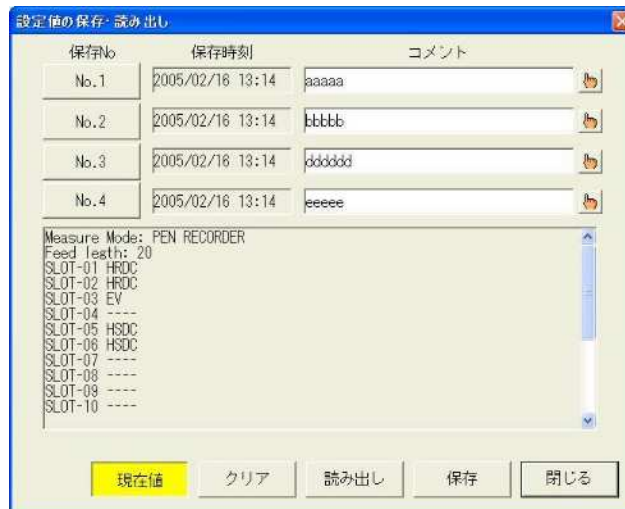 設定値の保存・読み出し
保存No 保存時刻 コメント
No.1 2005/02/16 13:14 aaaaa
No.2 2005/02/16 13:14 bbbbb
No.3 2005/02/16 13:14 dddddd
No.4 2005/02/16 13:14 eeeee
Measure Mode: PEN RECORDER
Feed legth: 20
SLOT-01 HRDC
SLOT-02 HRDC
SLOT-03 EV
SLOT-04 ----
SLOT-05 HSDC
SLOT-06 HSDC
SLOT-07 ----
SLOT-08 ----
SLOT-09 ----
SLOT-10 ----
現在値 クリア 読み出し 保存 閉じる